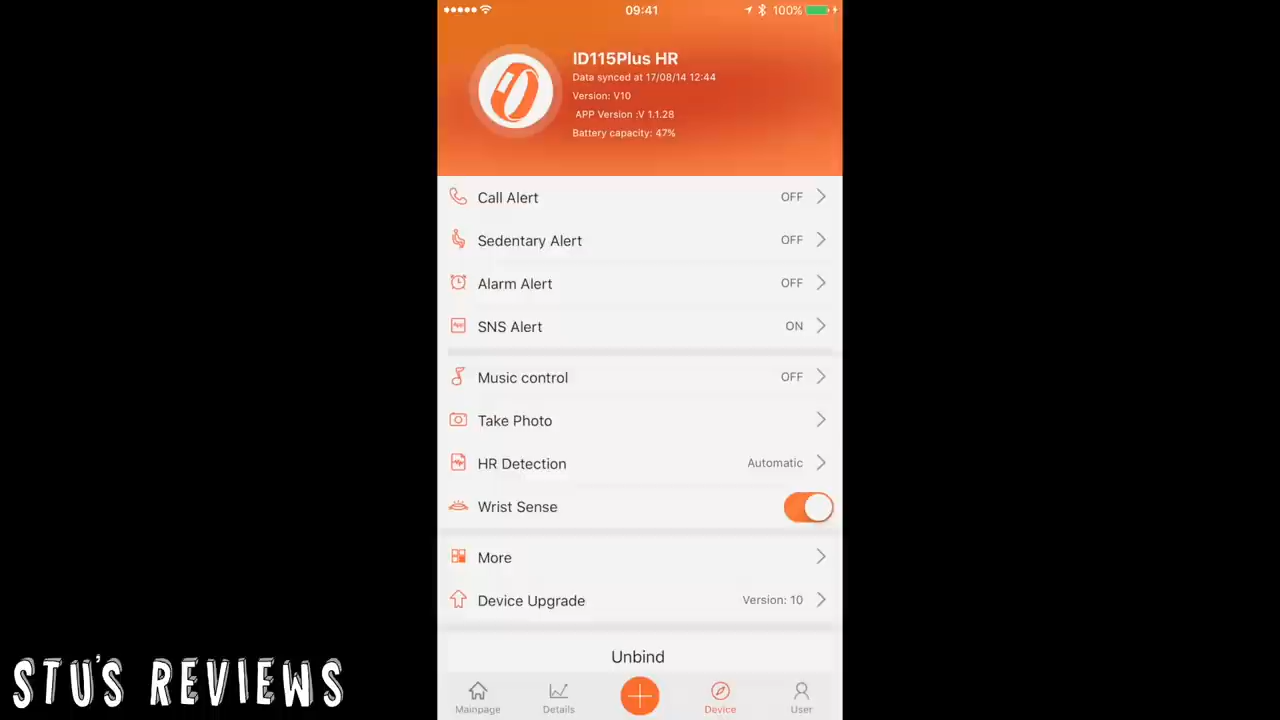 09:41
100%
ID115Plus HR
Data synced at 17/08/14 12:44
Version: V10
APP Version :V 1.1.28
Battery capacity: 47%
Call Alert OFF
Sedentary Alert OFF
Alarm Alert OFF
SNS Alert ON
Music control OFF
Take Photo
HR Detection Automatic
Wrist Sense
More
Device Upgrade Version: 10
Unbind
Mainpage Details Device User
STU'S REVIEWS